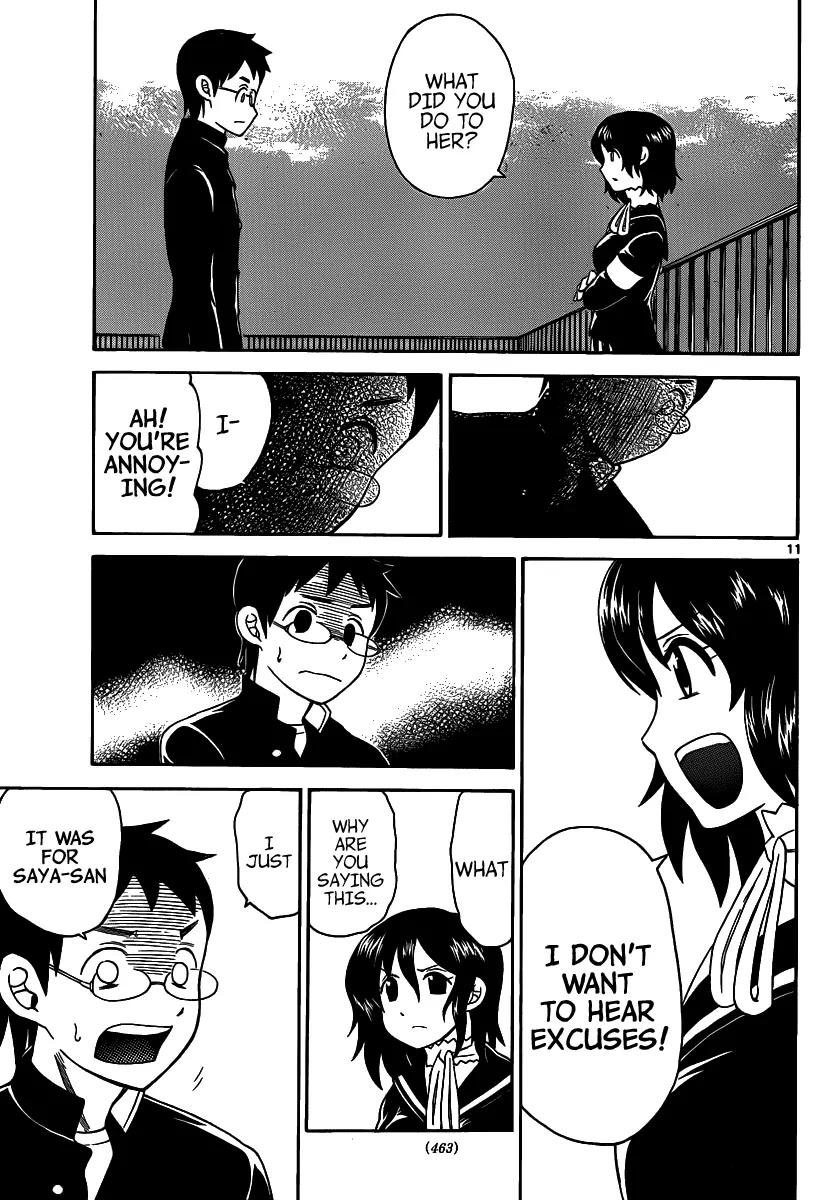 WHAT
DID YOU
DO TO
HER?
I-
AH!
YOU'RE
ANNOY-
ING!
11
I DON'T
WANT
TO HEAR
EXCUSES!
WHAT
WHY
ARE
YOU
SAYING
THIS...
I
JUST
IT WAS
FOR
SAYA-SAN
(463)